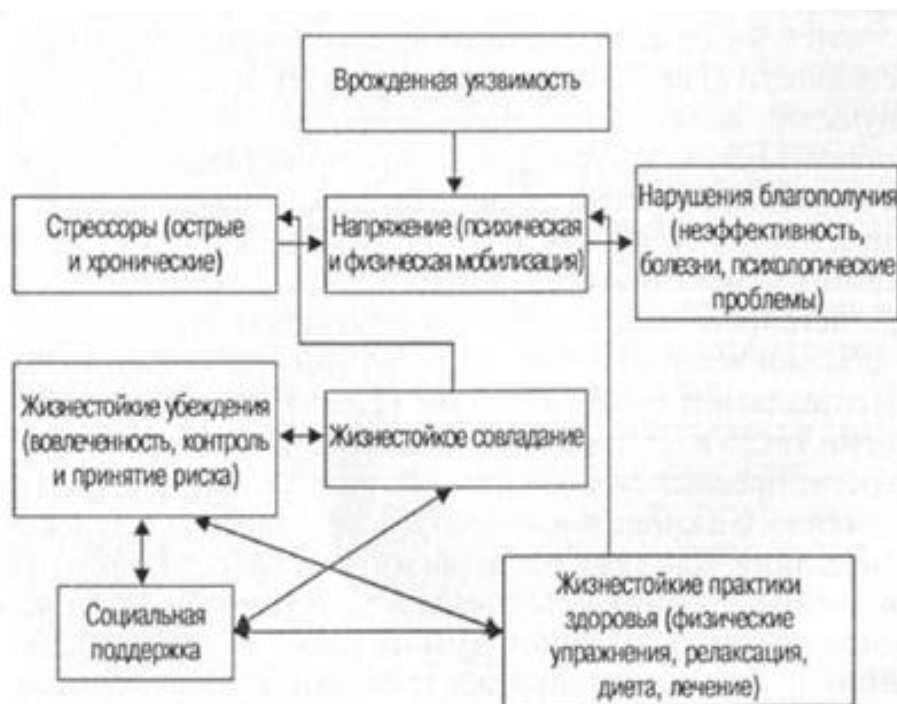 Врожденная уязвимость
Стрессоры (острые
и хронические)
Напряжение (психическая
и физическая мобилизация)
Нарушения благополучия
(неэффективность,
болезни, психологические
проблемы)
Жизнестойкие убеждения
(вовлеченность, контроль
и принятие риска)
Жизнестойкое совладание
Социальная
поддержка
Жизнестойкие практики
здоровья (физические
упражнения, релаксация,
диета, лечение)